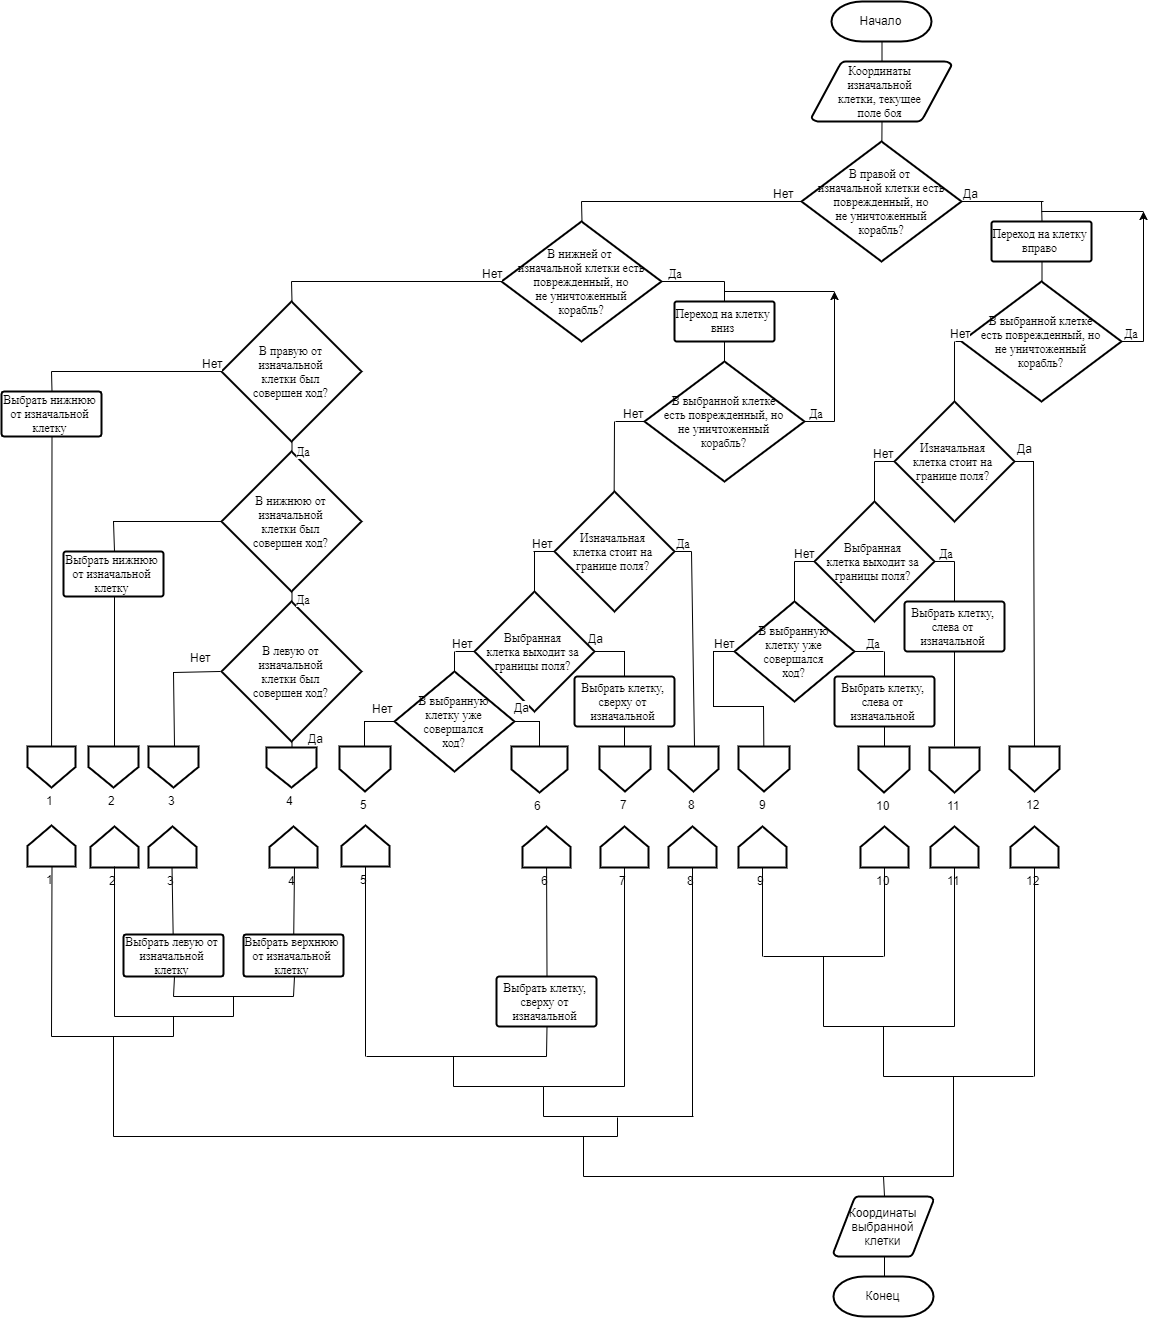 Начало
Координаты
изначальной
клетки, текущее
поле боя
В правой от
изначальной клетки есть
поврежденный, но
не уничтоженный
корабль?
Нет
Да
Переход на клетку
вправо
В выбранной клетке
есть поврежденный, но
не уничтоженный
корабль?
Нет
Да
В нижней от
изначальной клетки есть
поврежденный, но
не уничтоженный
корабль?
Нет
Да
Переход на клетку
вниз
В выбранной клетке
есть поврежденный, но
не уничтоженный
корабль?
Нет
Да
В правую от
изначальной
клетки был
совершен ход?
Нет
Да
Выбрать нижнюю
от изначальной
клетку
В нижнюю от
изначальной
клетки был
совершен ход?
Да
Выбрать нижнюю
от изначальной
клетку
В левую от
изначальной
клетки был
совершен ход?
Нет
Да
Изначальная
клетка стоит на
границе поля?
Нет
Да
Выбранная
клетка выходит за
границы поля?
Нет
Да
Выбрать клетку,
сверху от
изначальной
В выбранную
клетку уже
совершался
ход?
Нет
Да
Изначальная
клетка стоит на
границе поля?
Нет
Да
Выбранная
клетка выходит за
границы поля?
Нет
Да
Выбрать клетку,
слева от
изначальной
В выбранную
клетку уже
совершался
ход?
Нет
Да
Выбрать клетку,
слева от
изначальной
1
2
3
4
5
6
7
8
9
10
11
12
1
2
3
4
5
6
7
8
9
10
11
12
Выбрать левую от
изначальной
клетку
Выбрать верхнюю
от изначальной
клетку
Выбрать клетку,
сверху от
изначальной
Координаты
выбранной
клетки
Конец